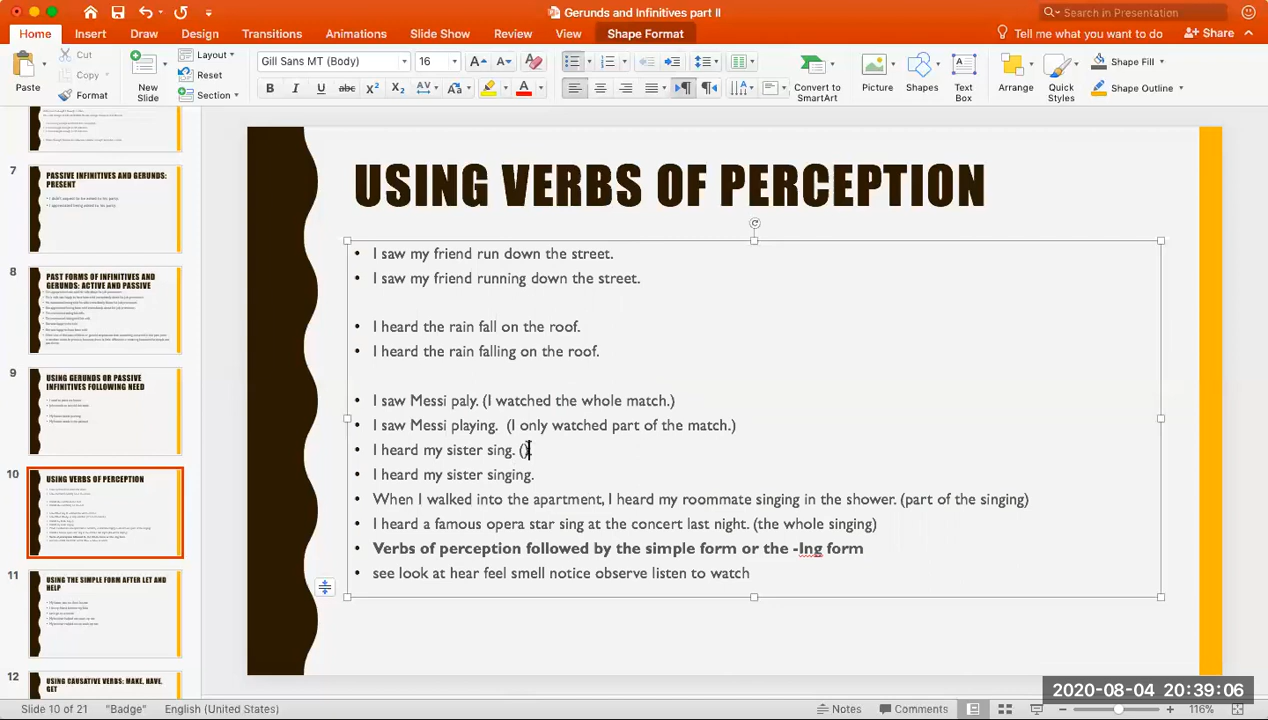 Gerunds and Infinitives part II
Search in Presentation
Home Insert Draw Design Transitions Animations Slide Show Review View Shape Format Tell me what you want to do Share
Paste Cut Copy Format New Slide Layout Reset Section Gill Sans MT (Body) 16 Convert to SmartArt Picture Shapes Text Box Arrange Quick Styles Shape Fill Shape Outline
7
PASSIVE INFINITIVES AND GERUNDS: PRESENT
8
PAST FORMS OF INFINITIVES AND GERUNDS: ACTIVE AND PASSIVE
9
USING GERUNDS OR PASSIVE INFINITIVES FOLLOWING NEED
10
USING VERBS OF PERCEPTION
11
USING THE SIMPLE FORM AFTER LET AND HELP
12
USING CAUSATIVE VERBS: MAKE, HAVE, GET
USING VERBS OF PERCEPTION
• I saw my friend run down the street.
• I saw my friend running down the street.
• I heard the rain fall on the roof.
• I heard the rain falling on the roof.
• I saw Messi paly. (I watched the whole match.)
• I saw Messi playing. (I only watched part of the match.)
• I heard my sister sing. ()
• I heard my sister singing.
• When I walked into the apartment, I heard my roommate singing in the shower. (part of the singing)
• I heard a famous opera star sing at the concert last night. (the whole singing)
• Verbs of perception followed by the simple form or the -Ing form
• see look at hear feel smell notice observe listen to watch
2020-08-04 20:39:06
Slide 10 of 21 "Badge" English (United States) Notes Comments 116%